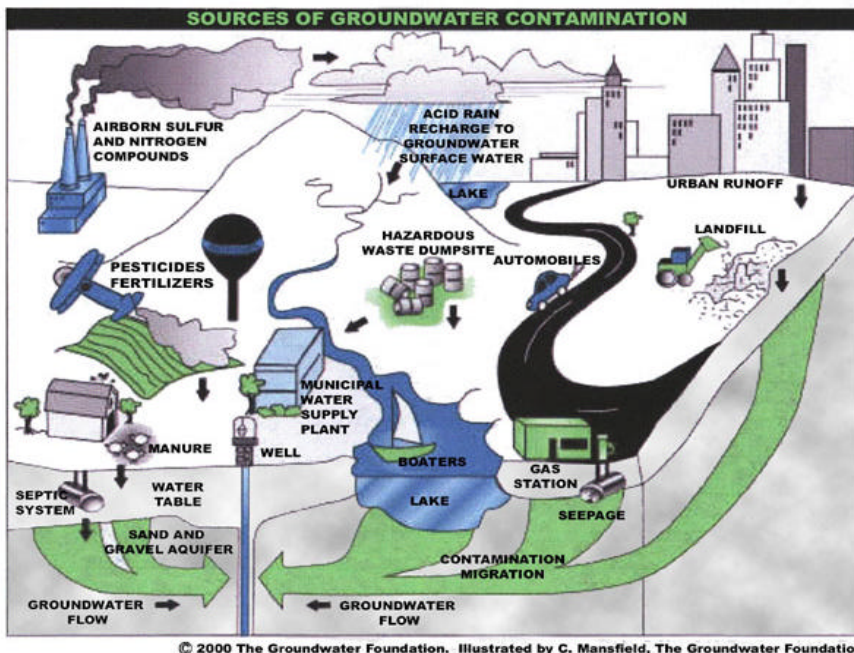 SOURCES OF GROUNDWATER CONTAMINATION
AIRBORN SULFUR
AND NITROGEN
COMPOUNDS
ACID RAIN
RECHARGE TO
GROUNDWATER
SURFACE WATER
LAKE
URBAN RUNOFF
HAZARDOUS
WASTE DUMPSITE
AUTOMOBILES
LANDFILL
PESTICIDES
FERTILIZERS
MUNICIPAL
WATER
SUPPLY
PLANT
MANURE
WELL
BOATERS
GAS
STATION
SEPTIC
SYSTEM
WATER
TABLE
LAKE
SEEPAGE
SAND AND
GRAVEL AQUIFER
CONTAMINATION
MIGRATION
GROUNDWATER
FLOW
GROUNDWATER
FLOW
© 2000 The Groundwater Foundation. Illustrated by C. Mansfield, The Groundwater Foundatio